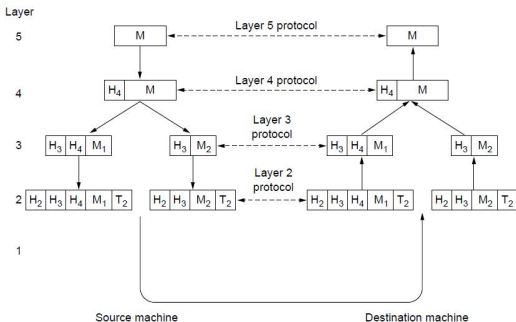 Layer
5 M Layer 5 protocol M
4 H4 M Layer 4 protocol H4 M
Layer 3
protocol
3 H3 H4 M1 H3 M2 H3 H4 M1 H3 M2
Layer 2
protocol
2 H2 H3 H4 M1 T2 H2 H3 M2 T2 H2 H3 H4 M1 T2 H2 H3 M2 T2
1
Source machine Destination machine